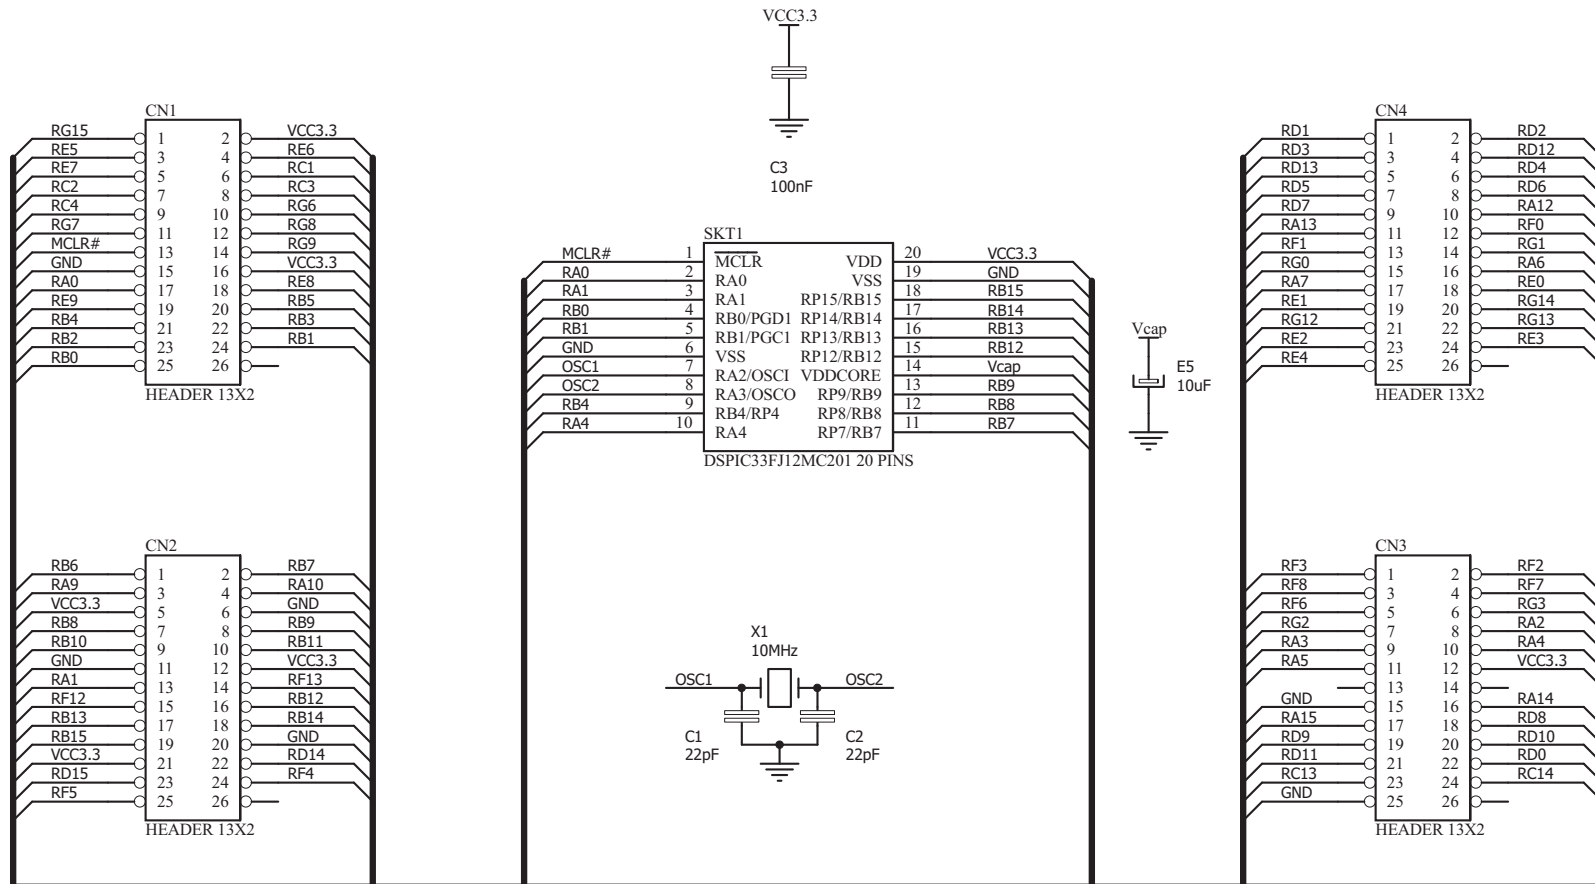 VCC3.3
C3
100nF
CN1
RG15 1 2 VCC3.3
RE5 3 4 RE6
RE7 5 6 RC1
RC2 7 8 RC3
RC4 9 10 RG6
RG7 11 12 RG8
MCLR# 13 14 RG9
GND 15 16 VCC3.3
RA0 17 18 RE8
RE9 19 20 RB5
RB4 21 22 RB3
RB2 23 24 RB1
RB0 25 26
HEADER 13X2
SKT1
MCLR# 1 MCLR VDD 20 VCC3.3
RA0 2 RA0 VSS 19 GND
RA1 3 RA1 RP15/RB15 18 RB15
RB0 4 RB0/PGD1 RP14/RB14 17 RB14
RB1 5 RB1/PGC1 RP13/RB13 16 RB13
GND 6 VSS RP12/RB12 15 RB12
OSC1 7 RA2/OSCI VDDCORE 14 Vcap
OSC2 8 RA3/OSCO RP9/RB9 13 RB9
RB4 9 RB4/RP4 RP8/RB8 12 RB8
RA4 10 RA4 RP7/RB7 11 RB7
DSPIC33FJ12MC201 20 PINS
Vcap
E5
10uF
CN4
RD1 1 2 RD2
RD3 3 4 RD12
RD13 5 6 RD4
RD5 7 8 RD6
RD7 9 10 RA12
RA13 11 12 RF0
RF1 13 14 RG1
RG0 15 16 RA6
RA7 17 18 RE0
RE1 19 20 RG14
RG12 21 22 RG13
RE2 23 24 RE3
RE4 25 26
HEADER 13X2
CN2
RB6 1 2 RB7
RA9 3 4 RA10
VCC3.3 5 6 GND
RB8 7 8 RB9
RB10 9 10 RB11
GND 11 12 VCC3.3
RA1 13 14 RF13
RF12 15 16 RB12
RB13 17 18 RB14
RB15 19 20 GND
VCC3.3 21 22 RD14
RD15 23 24 RF4
RF5 25 26
HEADER 13X2
X1
10MHz
OSC1 OSC2
C1 C2
22pF 22pF
CN3
RF3 1 2 RF2
RF8 3 4 RF7
RF6 5 6 RG3
RG2 7 8 RA2
RA3 9 10 RA4
RA5 11 12 VCC3.3
13 14
GND 15 16 RA14
RA15 17 18 RD8
RD9 19 20 RD10
RD11 21 22 RD0
RC13 23 24 RC14
GND 25 26
HEADER 13X2